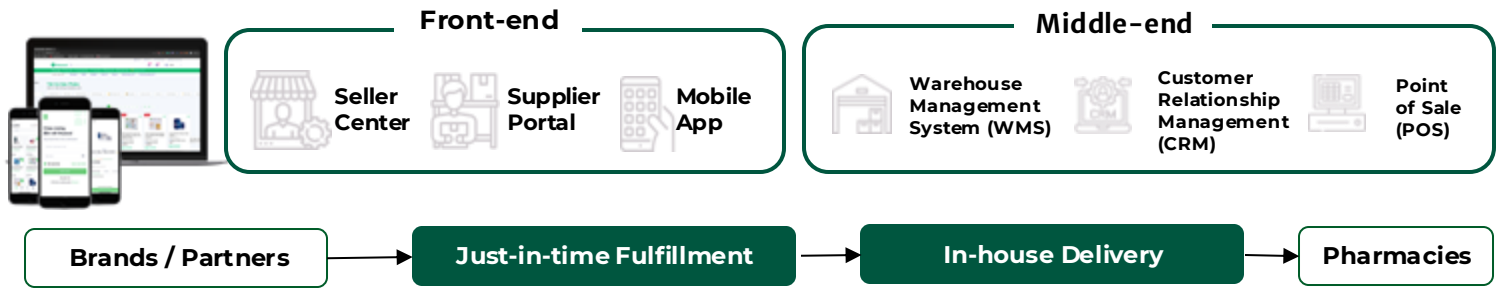 Front-end
Middle-end
Seller
Center
Supplier
Portal
Mobile
App
Warehouse
Management
System (WMS)
CRM
Customer
Relationship
Management
(CRM)
Point
of Sale
(POS)
Brands / Partners
Just-in-time Fulfillment
In-house Delivery
Pharmacies